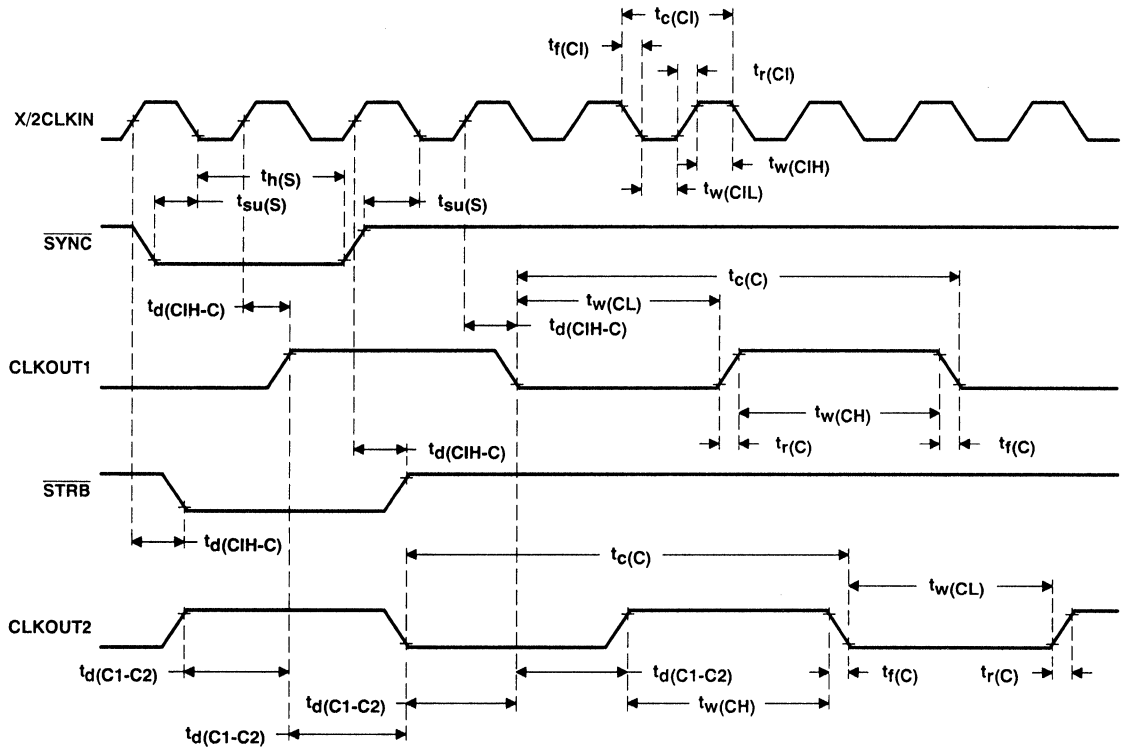 tc(CI)
tf(CI)
tr(CI)
X/2CLKIN
tw(CIH)
th(S)
tw(CIL)
tsu(S)
tsu(S)
SYNC
tc(C)
tw(CL)
td(CIH-C)
td(CIH-C)
CLKOUT1
tw(CH)
td(CIH-C)
tr(C)
tf(C)
STRB
td(CIH-C)
tc(C)
tw(CL)
CLKOUT2
td(C1-C2)
td(C1-C2)
tf(C)
tr(C)
td(C1-C2)
tw(CH)
td(C1-C2)